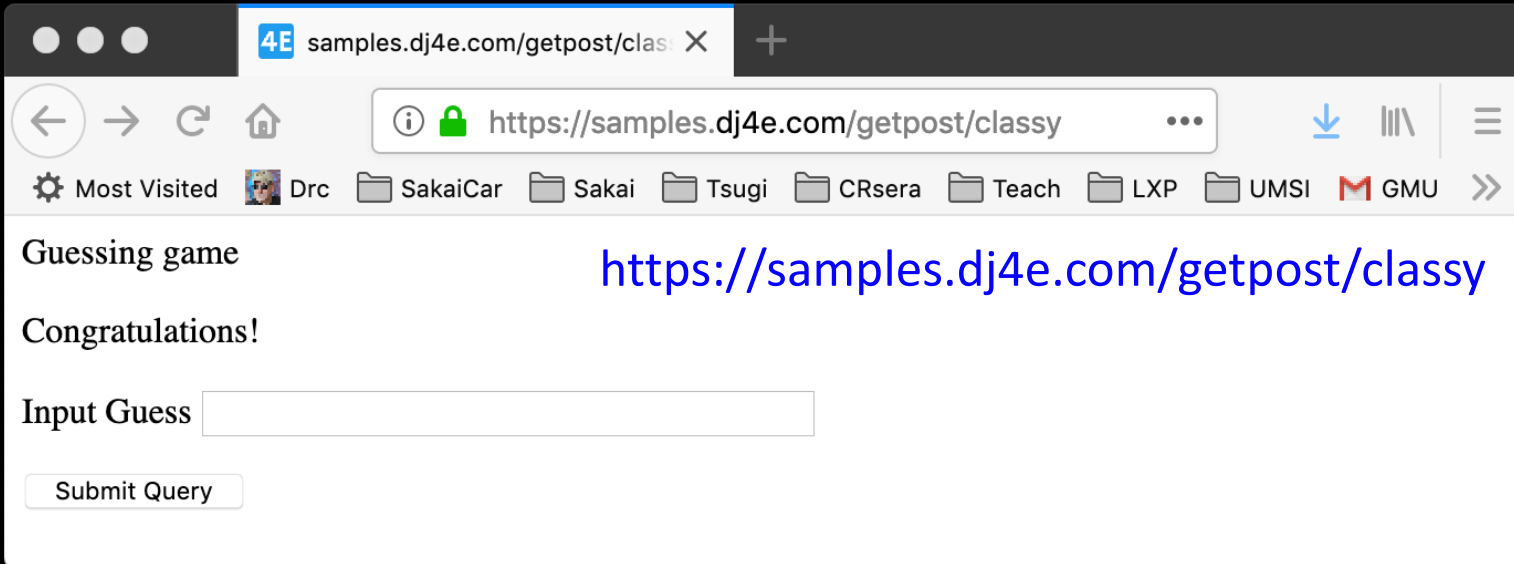 4E samples.dj4e.com/getpost/clas
https://samples.dj4e.com/getpost/classy
Most Visited Drc SakaiCar Sakai Tsugi CRsera Teach LXP UMSI GMU
Guessing game
https://samples.dj4e.com/getpost/classy
Congratulations!
Input Guess
Submit Query